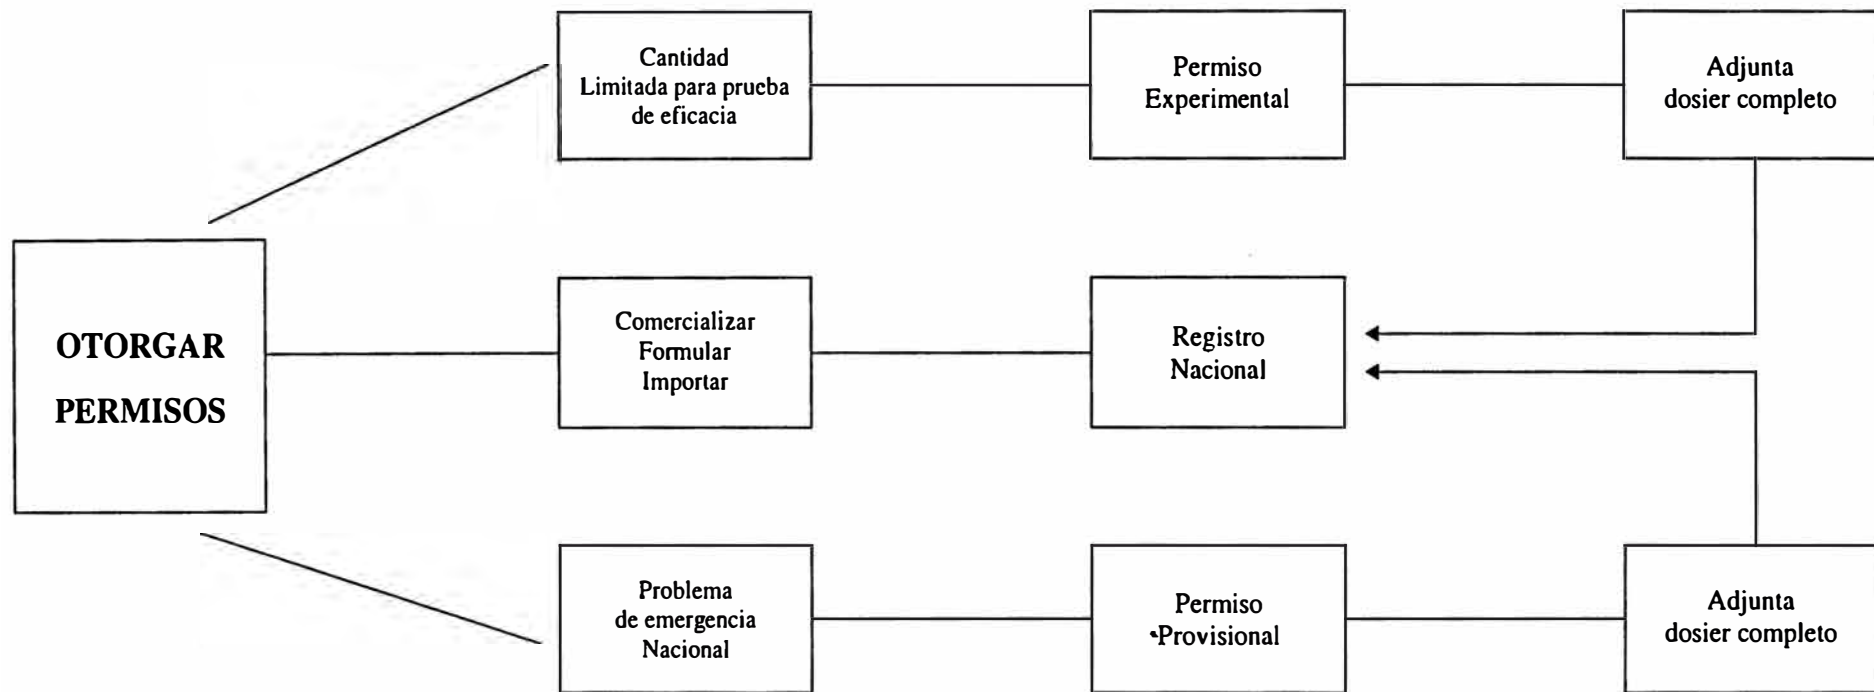 Cantidad
Limitada para prueba
de eficacia
Permiso
Experimental
Adjunta
dosier completo
OTORGAR
PERMISOS
Comercializar
Formular
Importar
Registro
Nacional
Problema
de emergencia
Nacional
Permiso
Provisional
Adjunta
dosier completo